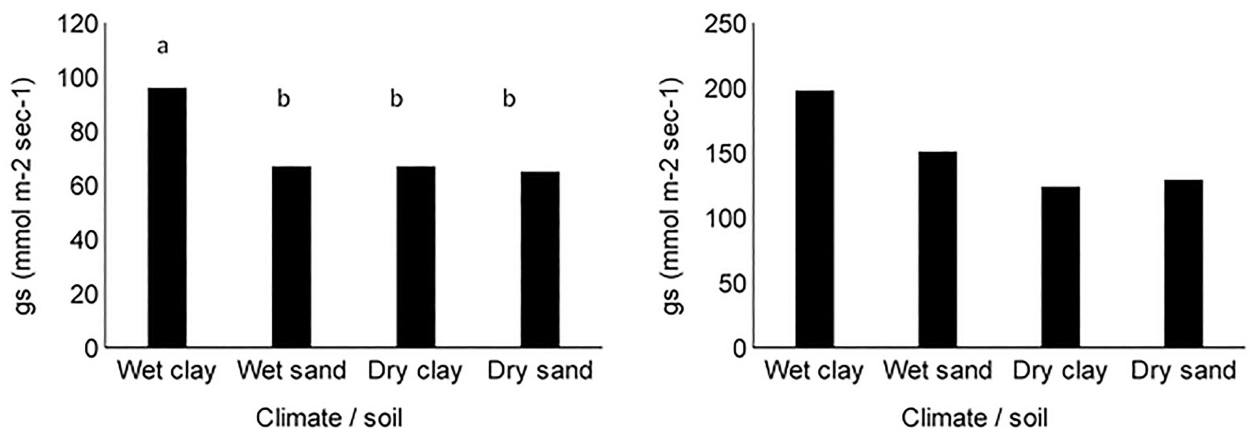 120
100
80
60
40
20
0
gs (mmol m-2 sec-1)
a
b
b
b
Wet clay
Wet sand
Dry clay
Dry sand
Climate / soil
250
200
150
100
50
0
gs (mmol m-2 sec-1)
Wet clay
Wet sand
Dry clay
Dry sand
Climate / soil